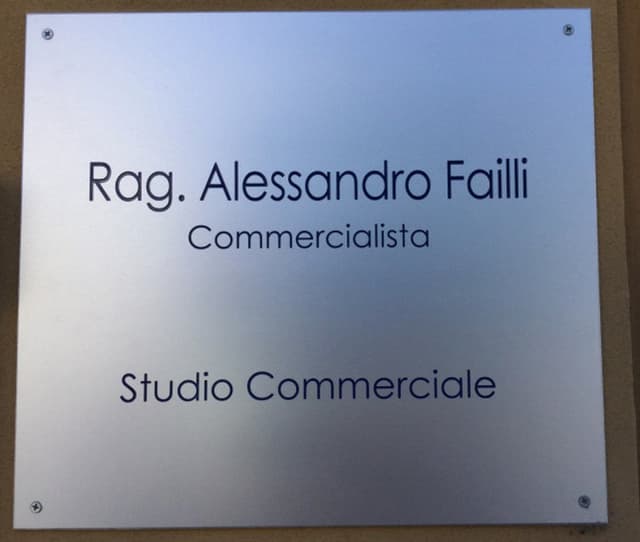 Rag. Alessandro Failli
Commercialista
Studio Commerciale